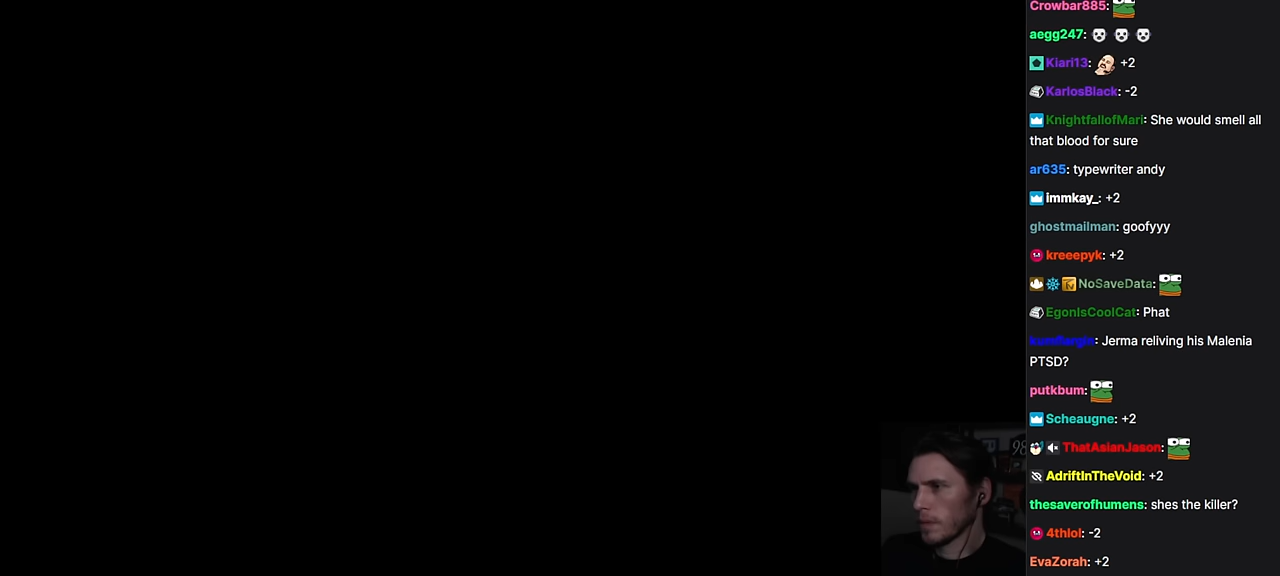 Crowbar885:
aegg247:
Kiari13: +2
KarlosBlack: -2
KnightfallofMari: She would smell all
that blood for sure
ar635: typewriter andy
immkay_: +2
ghostmailman: goofyyy
kreeepyk: +2
NoSaveData:
EgonIsCoolCat: Phat
: Jerma reliving his Malenia
PTSD?
putkbum:
Scheaugne: +2
98
ThatAsianJason:
AdriftInTheVoid: +2
thesaverofhumens: shes the killer?
4thlol: -2
EvaZorah: +2